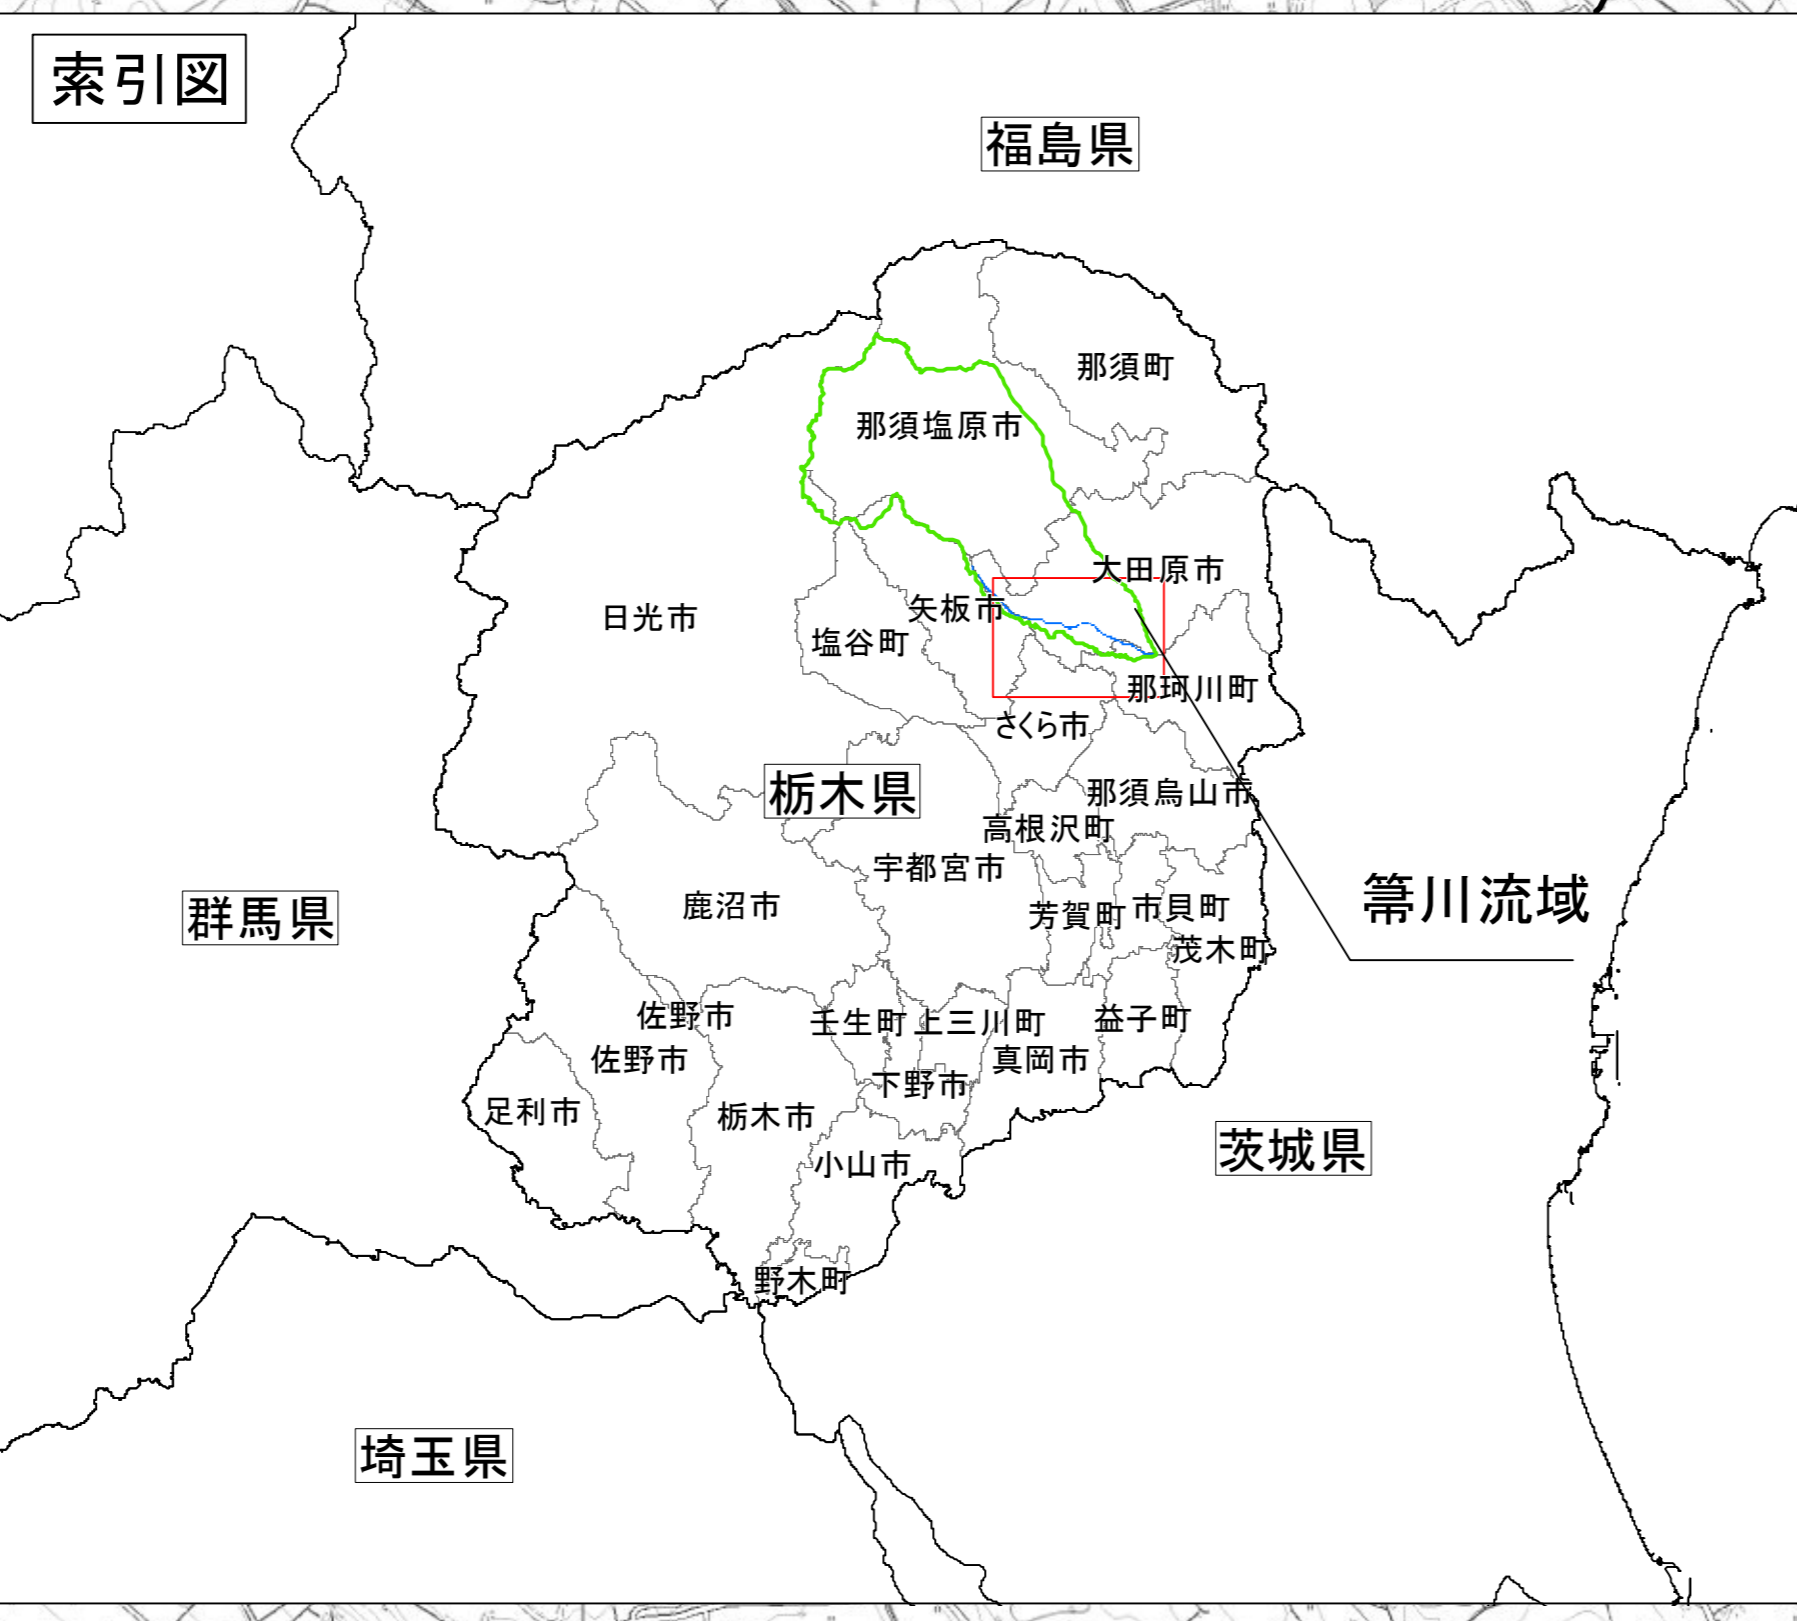 索引図
福島県
那須町
那須塩原市
大田原市
矢板市
日光市
塩谷町
那珂川町
さくら市
栃木県
那須烏山市
高根沢町
宇都宮市
箒川流域
鹿沼市
芳賀町
市貝町
群馬県
茂木町
佐野市
壬生町
上三川町
益子町
佐野市
真岡市
下野市
足利市
栃木市
茨城県
小山市
野木町
埼玉県